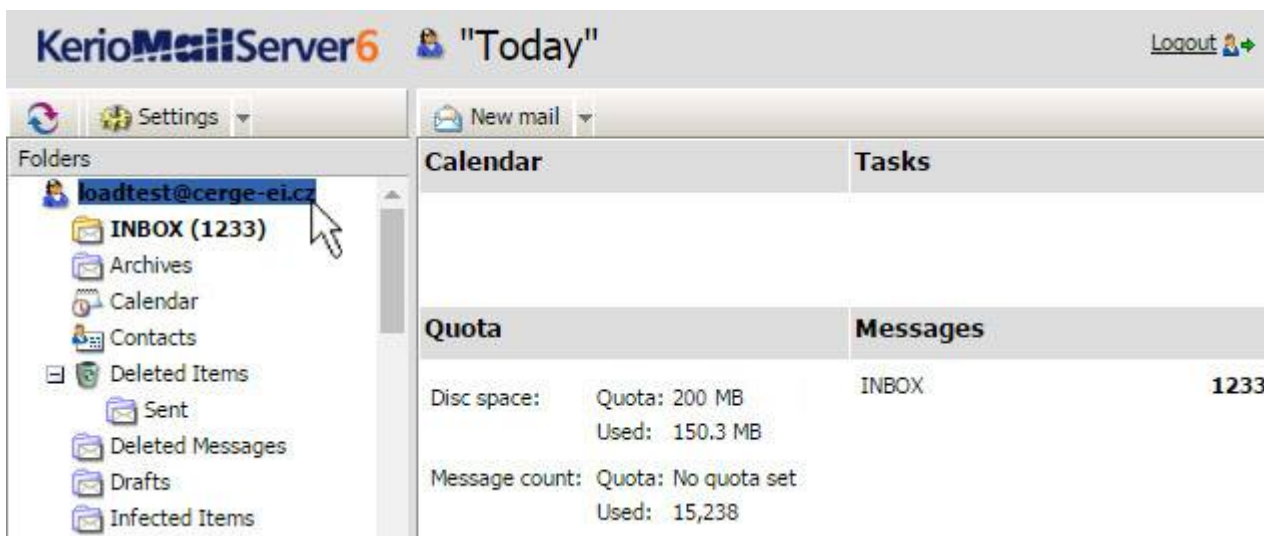 KerioMailServer6 "Today" Logout
Settings New mail
Folders
loadtest@cerge-ei.cz
INBOX (1233)
Archives
Calendar
Contacts
Deleted Items
Sent
Deleted Messages
Drafts
Infected Items
Calendar Tasks
Quota Messages
Disc space: Quota: 200 MB
Used: 150.3 MB
Message count: Quota: No quota set
Used: 15,238
INBOX 1233